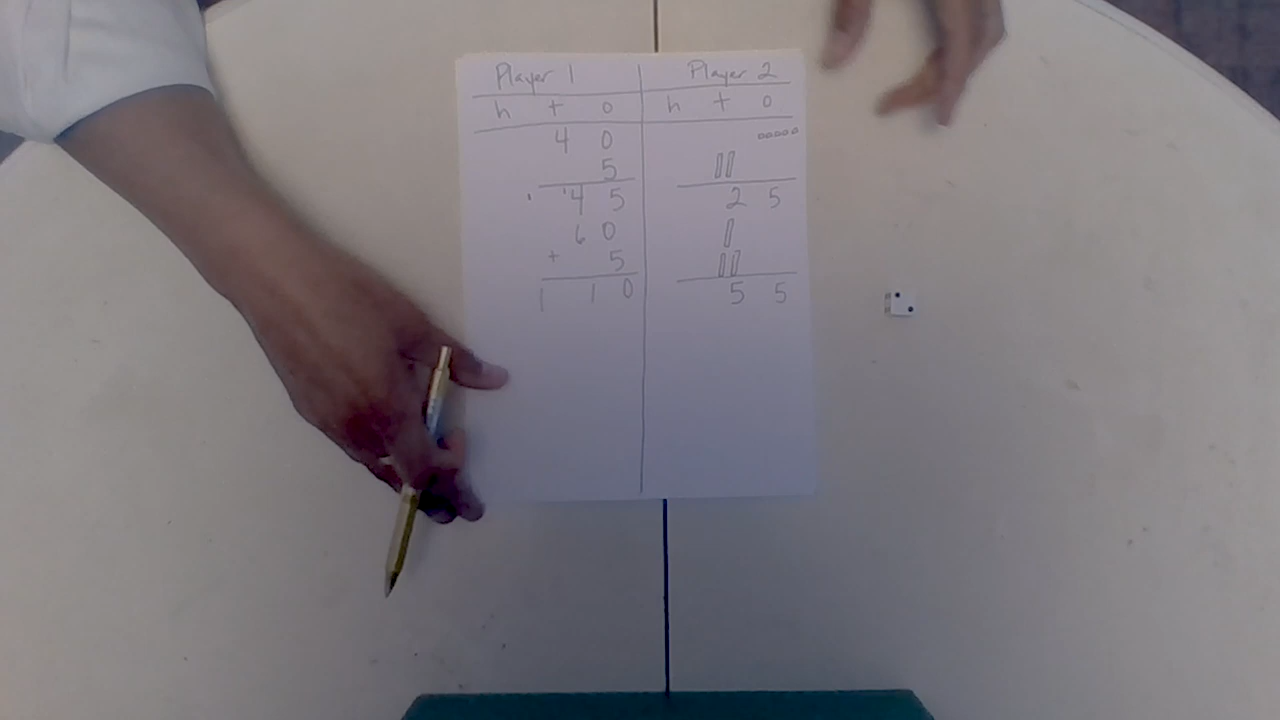 Player 1 Player 2
h t o h t o
4 0
5
1 4 5 2 5
6 0
+ 5
1 1 0 5 5